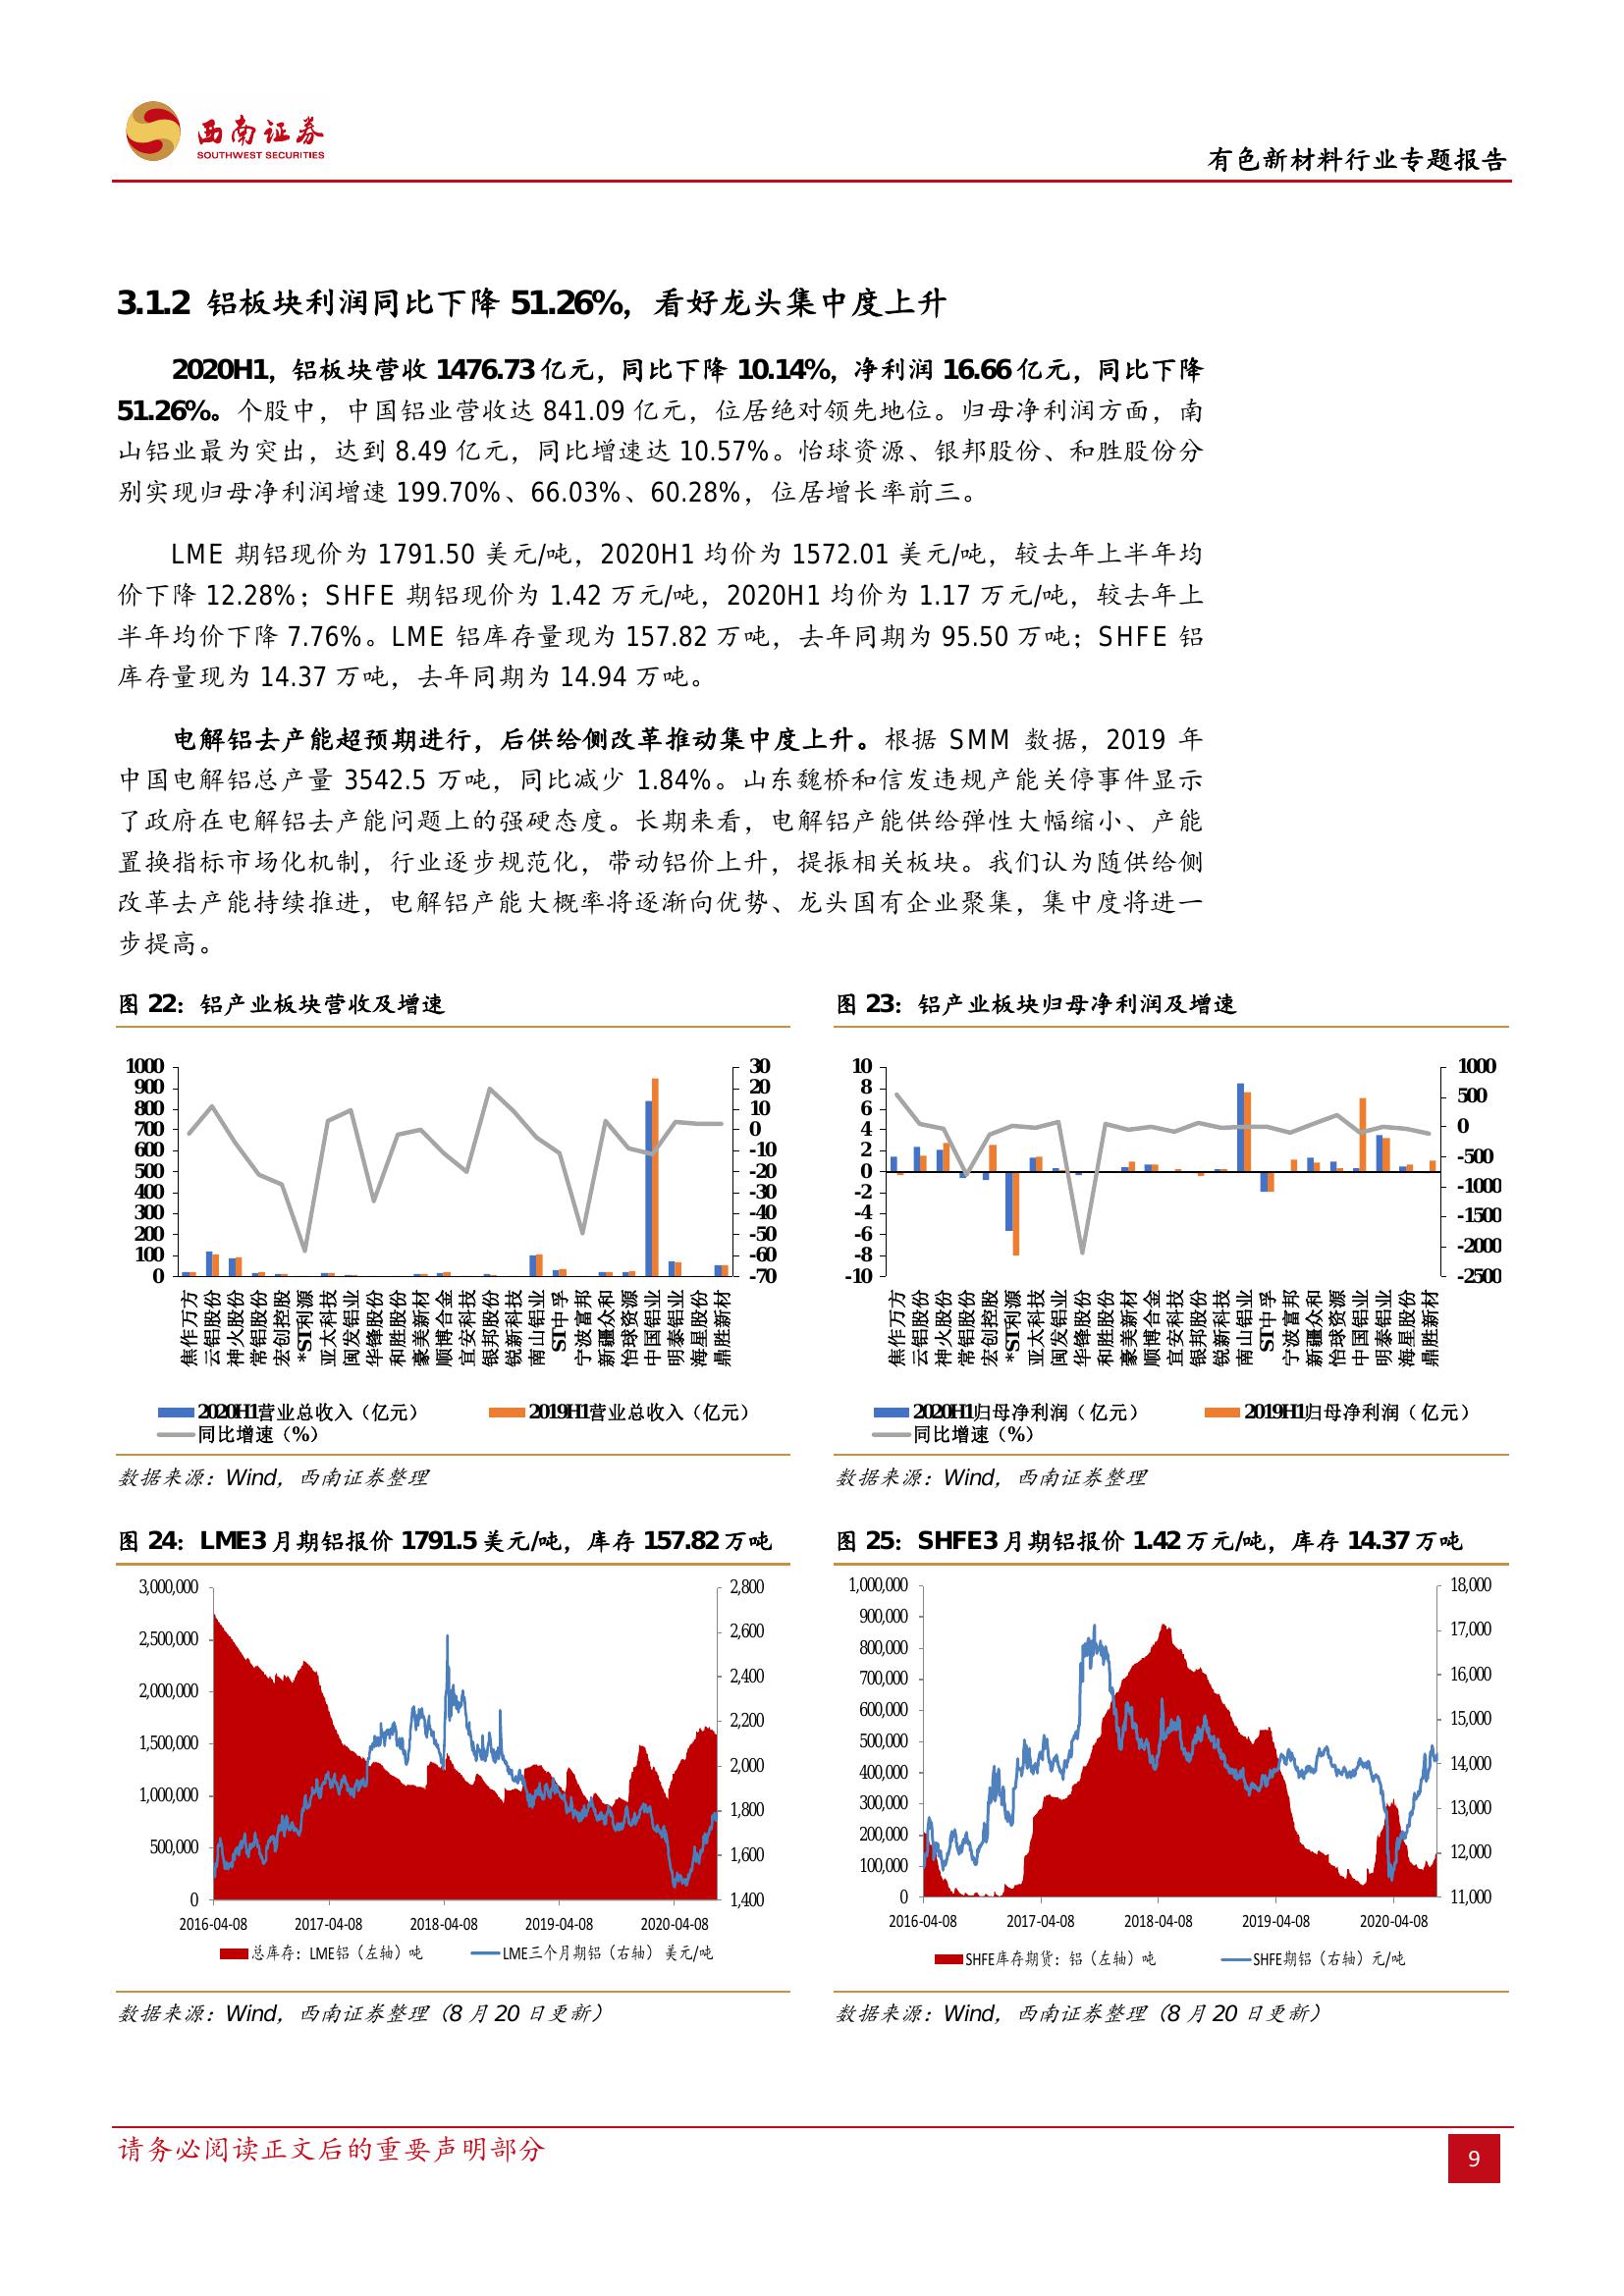 西南证券
SOUTHWEST SECURITIES
有色新材料行业专题报告
3.1.2 铝板块利润同比下降 51.26%，看好龙头集中度上升
2020H1，铝板块营收 1476.73 亿元，同比下降 10.14%，净利润 16.66 亿元，同比下降
51.26%。个股中，中国铝业营收达 841.09 亿元，位居绝对领先地位。归母净利润方面，南
山铝业最为突出，达到 8.49 亿元，同比增速达 10.57%。怡球资源、银邦股份、和胜股份分
别实现归母净利润增速 199.70%、66.03%、60.28%，位居增长率前三。
LME 期铝现价为 1791.50 美元/吨，2020H1 均价为 1572.01 美元/吨，较去年上半年均
价下降 12.28%；SHFE 期铝现价为 1.42 万元/吨，2020H1 均价为 1.17 万元/吨，较去年上
半年均价下降 7.76%。LME 铝库存量现为 157.82 万吨，去年同期为 95.50 万吨；SHFE 铝
库存量现为 14.37 万吨，去年同期为 14.94 万吨。
电解铝去产能超预期进行，后供给侧改革推动集中度上升。根据 SMM 数据，2019 年
中国电解铝总产量 3542.5 万吨，同比减少 1.84%。山东魏桥和信发违规产能关停事件显示
了政府在电解铝去产能问题上的强硬态度。长期来看，电解铝产能供给弹性大幅缩小、产能
置换指标市场化机制，行业逐步规范化，带动铝价上升，提振相关板块。我们认为随供给侧
改革去产能持续推进，电解铝产能大概率将逐渐向优势、龙头国有企业聚集，集中度将进一
步提高。
图 22：铝产业板块营收及增速
1000
900
800
700
600
500
400
300
200
100
0
30
20
10
0
-10
-20
-30
-40
-50
-60
-70
焦作万方
云铝股份
神火股份
常铝股份
宏创控股
*ST利源
亚太科技
闽发铝业
华锋股份
和胜股份
豪美新材
顺博合金
宜安科技
银邦股份
锐新科技
南山铝业
ST中孚
宁波富邦
新疆众和
怡球资源
中国铝业
明泰铝业
海星股份
鼎胜新材
2020H1营业总收入（亿元）
2019H1营业总收入（亿元）
同比增速（%）
数据来源：Wind，西南证券整理
图 23：铝产业板块归母净利润及增速
10
8
6
4
2
0
-2
-4
-6
-8
-10
1000
500
0
-500
-1000
-1500
-2000
-2500
焦作万方
云铝股份
神火股份
常铝股份
宏创控股
*ST利源
亚太科技
闽发铝业
华锋股份
和胜股份
豪美新材
顺博合金
宜安科技
银邦股份
锐新科技
南山铝业
ST中孚
宁波富邦
新疆众和
怡球资源
中国铝业
明泰铝业
海星股份
鼎胜新材
2020H1归母净利润（亿元）
2019H1归母净利润（亿元）
同比增速（%）
数据来源：Wind，西南证券整理
图 24：LME3 月期铝报价 1791.5 美元/吨，库存 157.82 万吨
3,000,000
2,500,000
2,000,000
1,500,000
1,000,000
500,000
0
2,800
2,600
2,400
2,200
2,000
1,800
1,600
1,400
2016-04-08
2017-04-08
2018-04-08
2019-04-08
2020-04-08
总库存：LME铝（左轴）吨
LME三个月期铝（右轴） 美元/吨
数据来源：Wind，西南证券整理（8 月 20 日更新）
图 25：SHFE3 月期铝报价 1.42 万元/吨，库存 14.37 万吨
1,000,000
900,000
800,000
700,000
600,000
500,000
400,000
300,000
200,000
100,000
0
18,000
17,000
16,000
15,000
14,000
13,000
12,000
11,000
2016-04-08
2017-04-08
2018-04-08
2019-04-08
2020-04-08
SHFE库存期货：铝（左轴）吨
SHFE期铝（右轴）元/吨
数据来源：Wind，西南证券整理（8 月 20 日更新）
请务必阅读正文后的重要声明部分
9